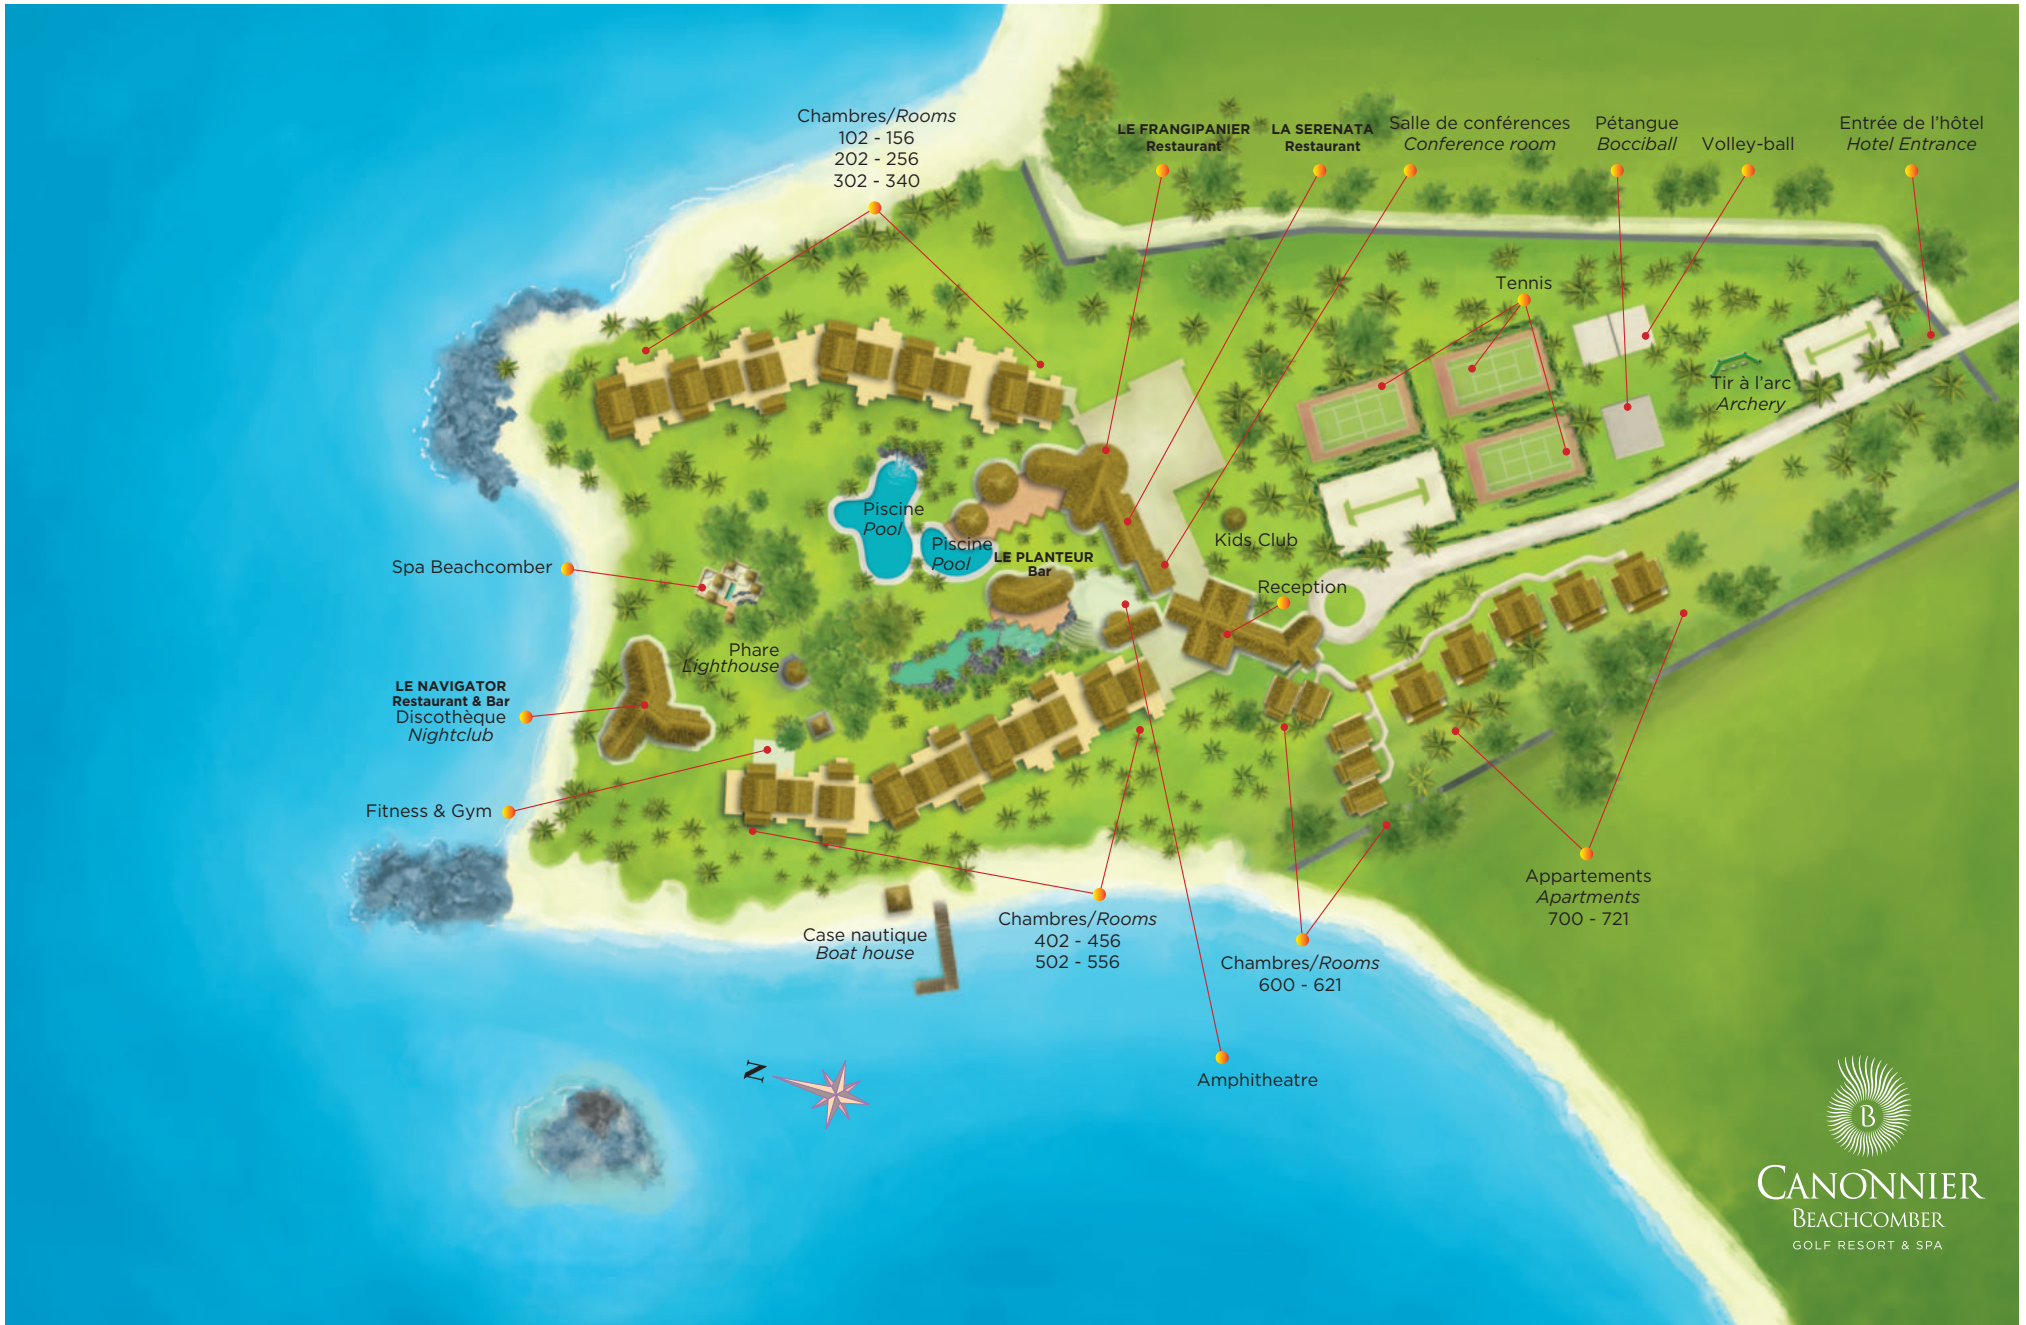 Chambres/Rooms
102 - 156
202 - 256
302 - 340
LE FRANGIPANIER
Restaurant
LA SERENATA
Restaurant
Salle de conférences
Conference room
Pétangue
Bocciball
Volley-ball
Entrée de l'hôtel
Hotel Entrance
Tennis
Tir à l'arc
Archery
Piscine
Pool
Piscine
Pool
LE PLANTEUR
Bar
Kids Club
Reception
Spa Beachcomber
Phare
Lighthouse
LE NAVIGATOR
Restaurant & Bar
Discothèque
Nightclub
Fitness & Gym
Case nautique
Boat house
Chambres/Rooms
402 - 456
502 - 556
Chambres/Rooms
600 - 621
Appartements
Apartments
700 - 721
Amphitheatre
N
B
CANONNIER
BEACHCOMBER
GOLF RESORT & SPA